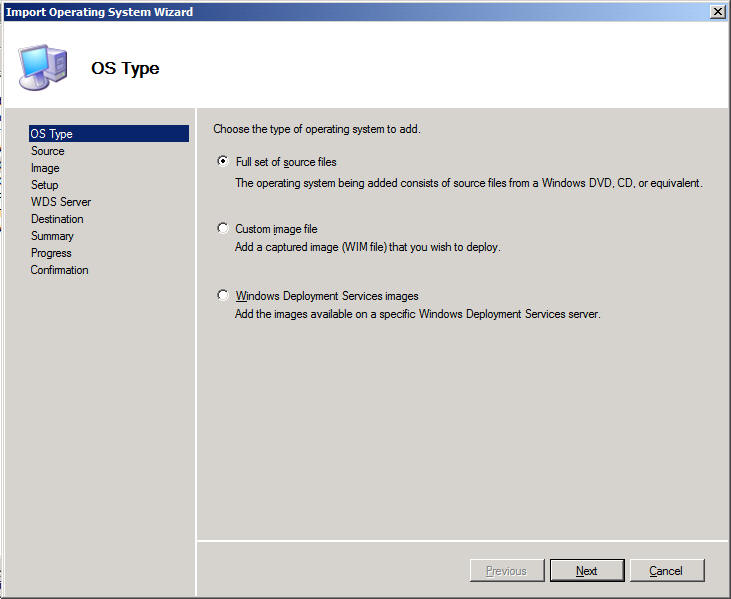 Import Operating System Wizard
OS Type
OS Type
Source
Image
Setup
WDS Server
Destination
Summary
Progress
Confirmation
Choose the type of operating system to add.
Full set of source files
The operating system being added consists of source files from a Windows DVD, CD, or equivalent.
Custom image file
Add a captured image (WIM file) that you wish to deploy.
Windows Deployment Services images
Add the images available on a specific Windows Deployment Services server.
Previous
Next
Cancel